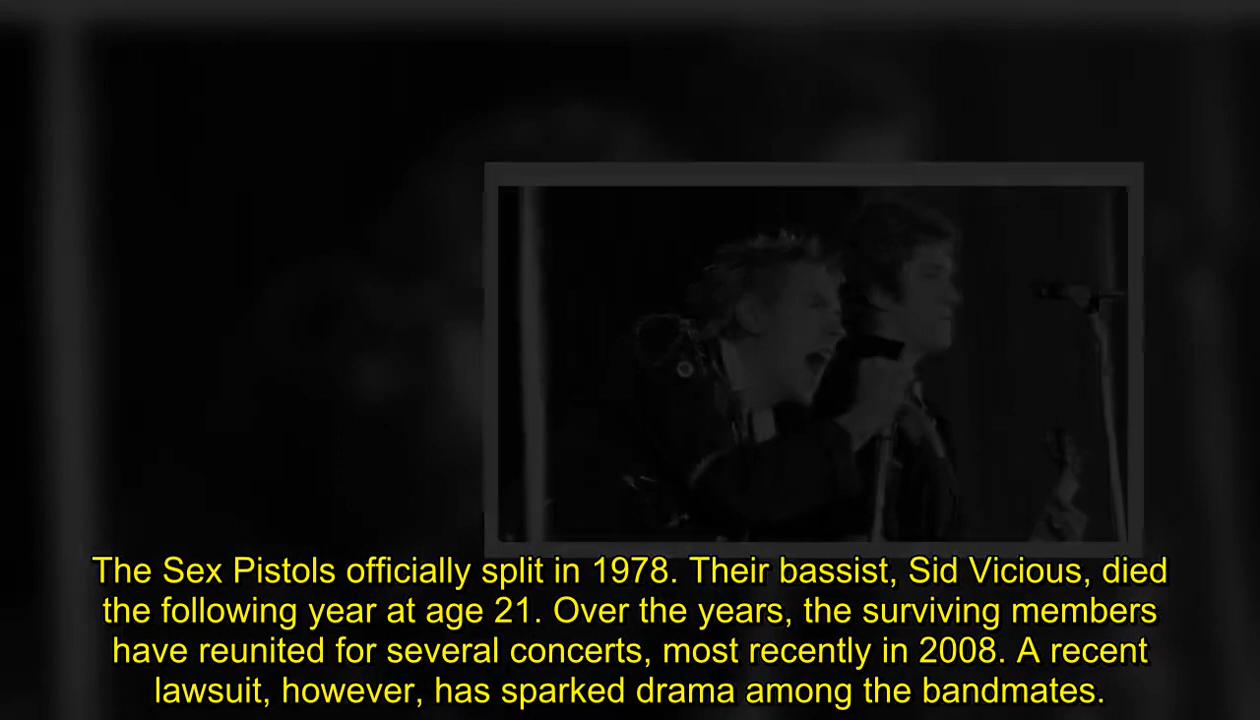 The Sex Pistols officially split in 1978. Their bassist, Sid Vicious, died
the following year at age 21. Over the years, the surviving members
have reunited for several concerts, most recently in 2008. A recent
lawsuit, however, has sparked drama among the bandmates.